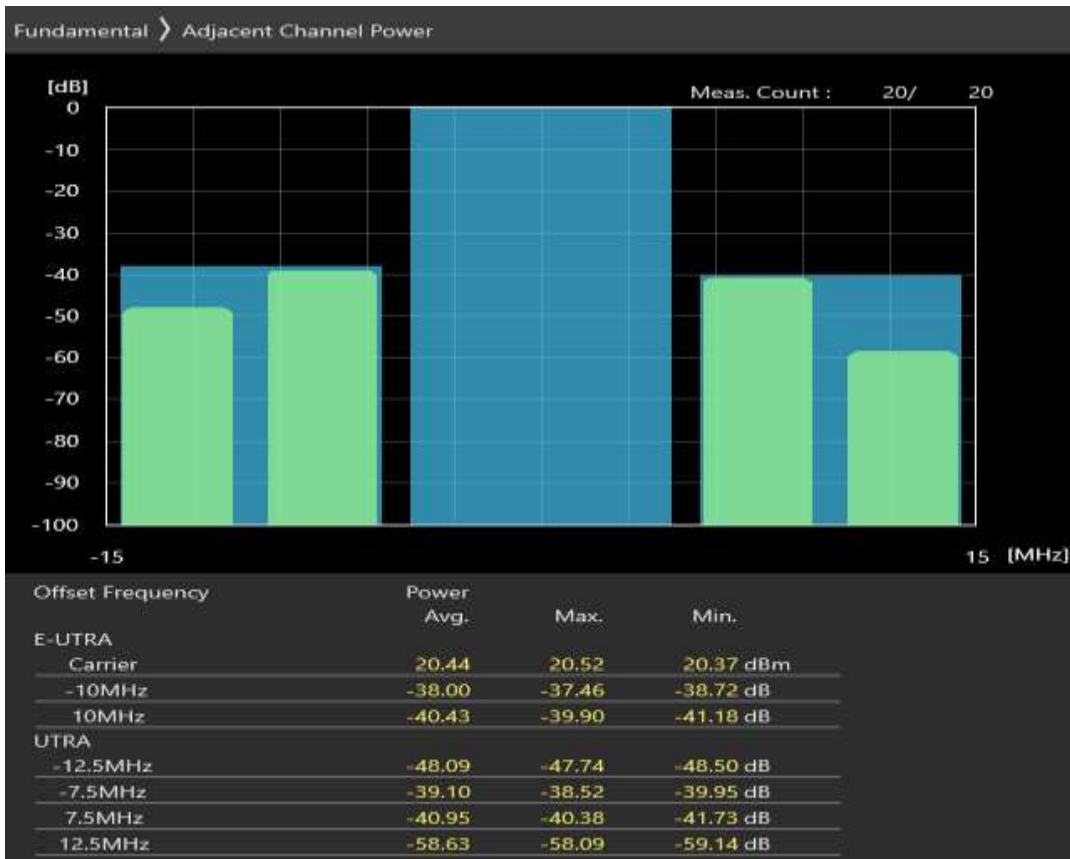 Fundamental ❯ Adjacent Channel Power
[dB]
Meas. Count : 20/ 20
0
-10
-20
-30
-40
-50
-60
-70
-80
-90
-100
-15 15 [MHz]
Offset Frequency Power
Avg. Max. Min.
E-UTRA
Carrier 20.44 20.52 20.37 dBm
-10MHz -38.00 -37.46 -38.72 dB
10MHz -40.43 -39.90 -41.18 dB
UTRA
-12.5MHz -48.09 -47.74 -48.50 dB
-7.5MHz -39.10 -38.52 -39.95 dB
7.5MHz -40.95 -40.38 -41.73 dB
12.5MHz -58.63 -58.09 -59.14 dB